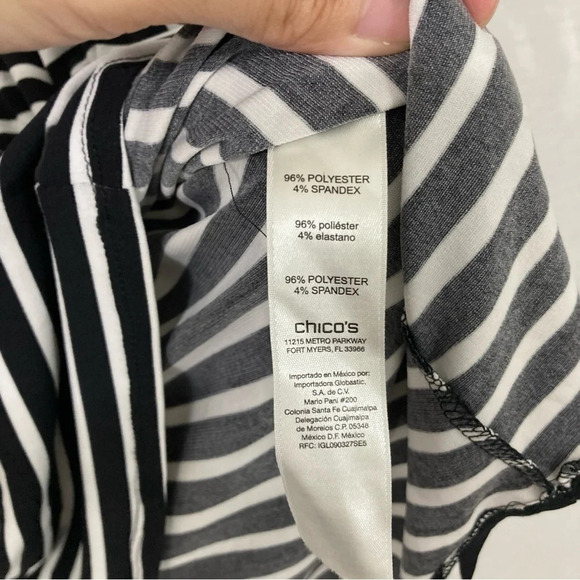 96% POLYESTER
4% SPANDEX
96% poliéster
4% elastano
96% POLYESTER
4% SPANDEX
chico's
11215 METRO PARKWAY
FORT MYERS, FL 33966
Importado en México por:
Importadora Globastic,
S.A. de C.V.
Mario Pani #200
Colonia Santa Fe Cuajimalpa
Delegación Cuajimalpa
de Morelos C.P. 05348
México D.F. México
RFC: IGL090327SE5